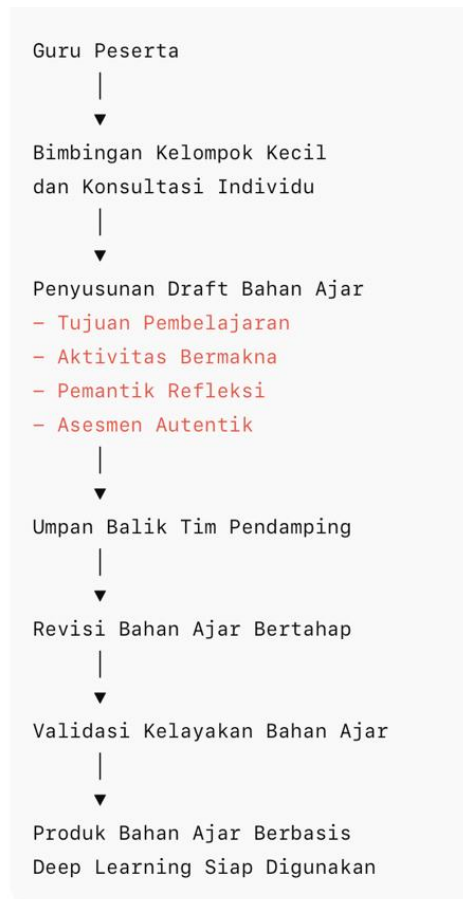 Guru Peserta
Bimbingan Kelompok Kecil
dan Konsultasi Individu
Penyusunan Draft Bahan Ajar
– Tujuan Pembelajaran
– Aktivitas Bermakna
– Pemantik Refleksi
– Asesmen Autentik
Umpan Balik Tim Pendamping
Revisi Bahan Ajar Bertahap
Validasi Kelayakan Bahan Ajar
Produk Bahan Ajar Berbasis
Deep Learning Siap Digunakan